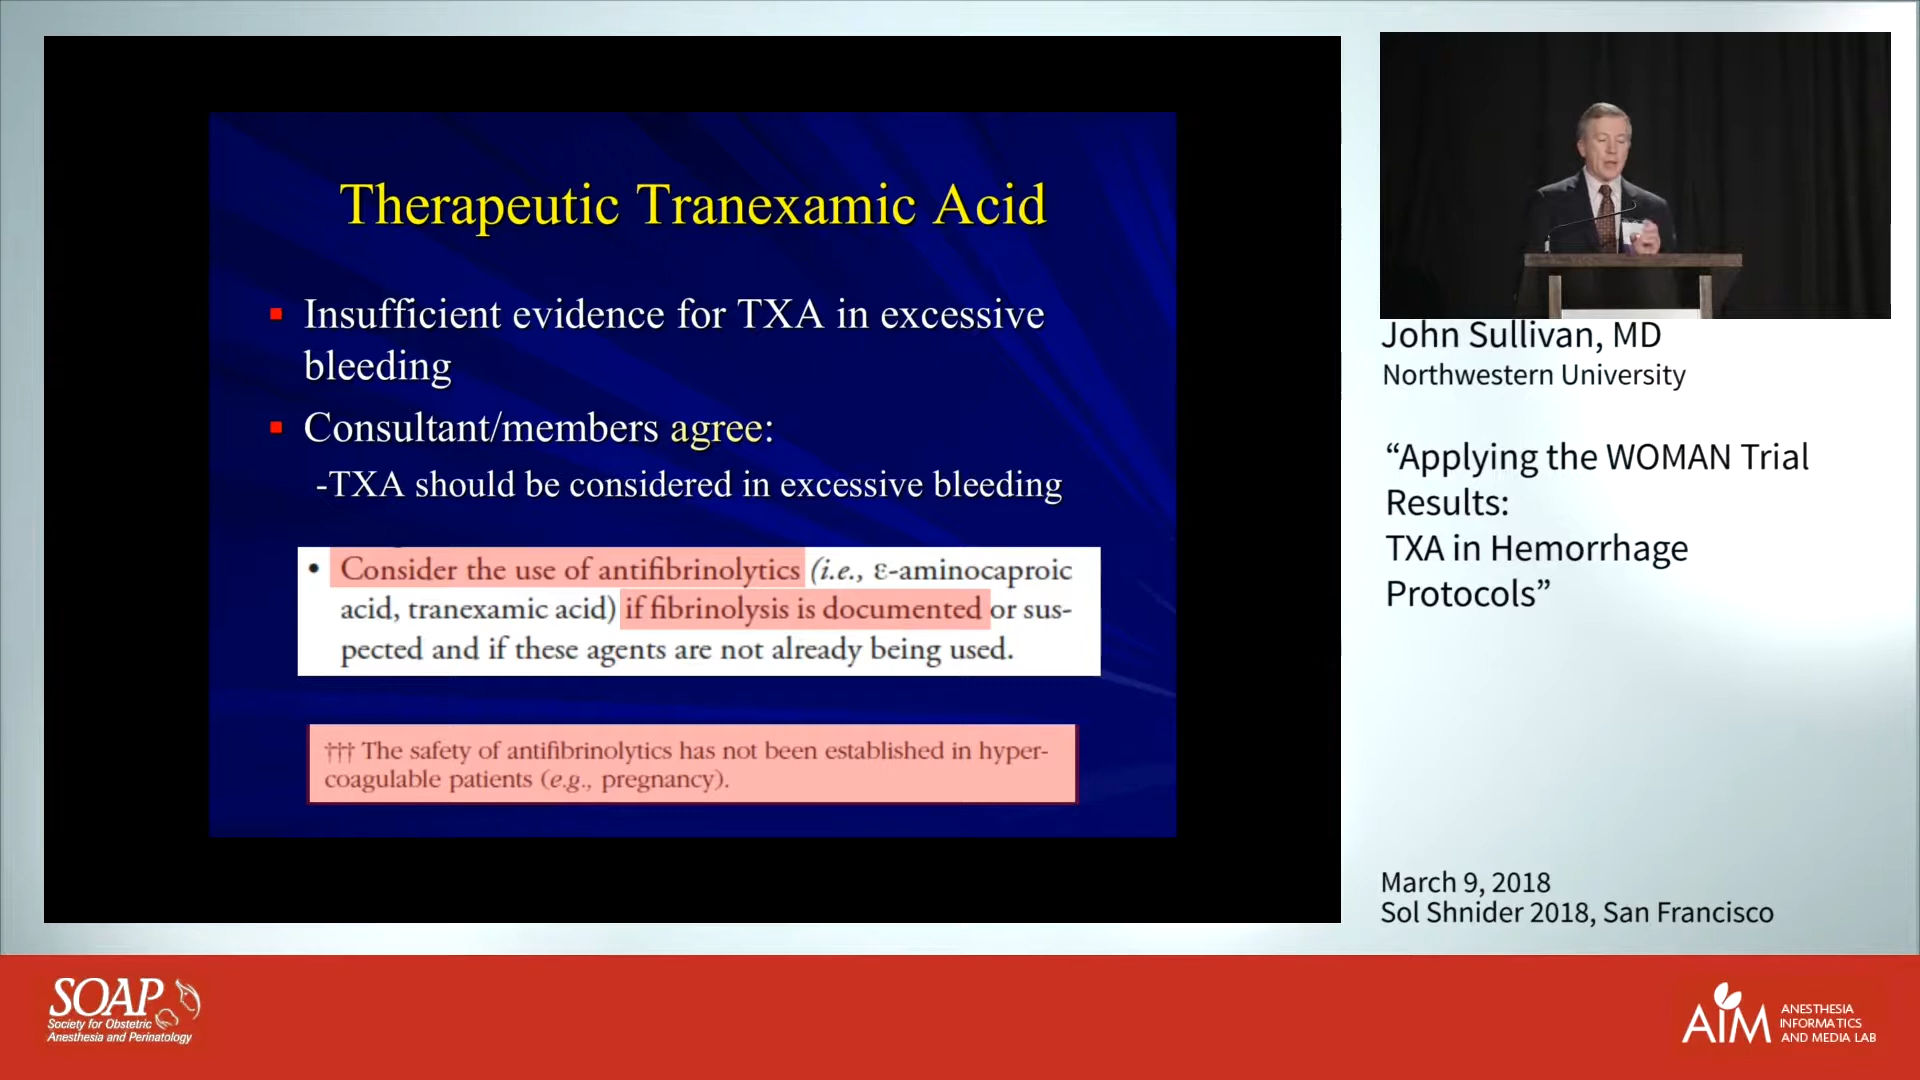 Therapeutic Tranexamic Acid
Insufficient evidence for TXA in excessive
bleeding
Consultant/members agree:
-TXA should be considered in excessive bleeding
• Consider the use of antifibrinolytics (i.e., ε-aminocaproic
acid, tranexamic acid) if fibrinolysis is documented or sus-
pected and if these agents are not already being used.
††† The safety of antifibrinolytics has not been established in hyper-
coagulable patients (e.g., pregnancy).
John Sullivan, MD
Northwestern University
“Applying the WOMAN Trial
Results:
TXA in Hemorrhage
Protocols”
March 9, 2018
Sol Shnider 2018, San Francisco
SOAP
Society for Obstetric
Anesthesia and Perinatology
AIM
ANESTHESIA
INFORMATICS
AND MEDIA LAB